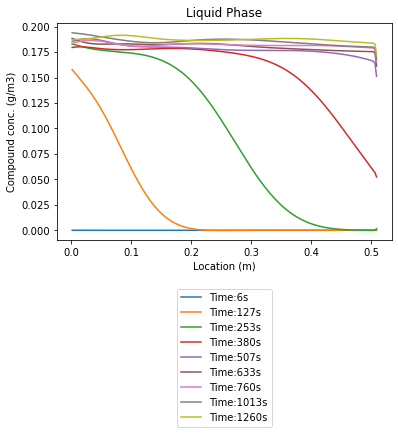 Liquid Phase
0.200
0.175
0.150
0.125
0.100
0.075
0.050
0.025
0.000
Compound conc. (g/m3)
0.0 0.1 0.2 0.3 0.4 0.5
Location (m)
Time:6s
Time:127s
Time:253s
Time:380s
Time:507s
Time:633s
Time:760s
Time:1013s
Time:1260s